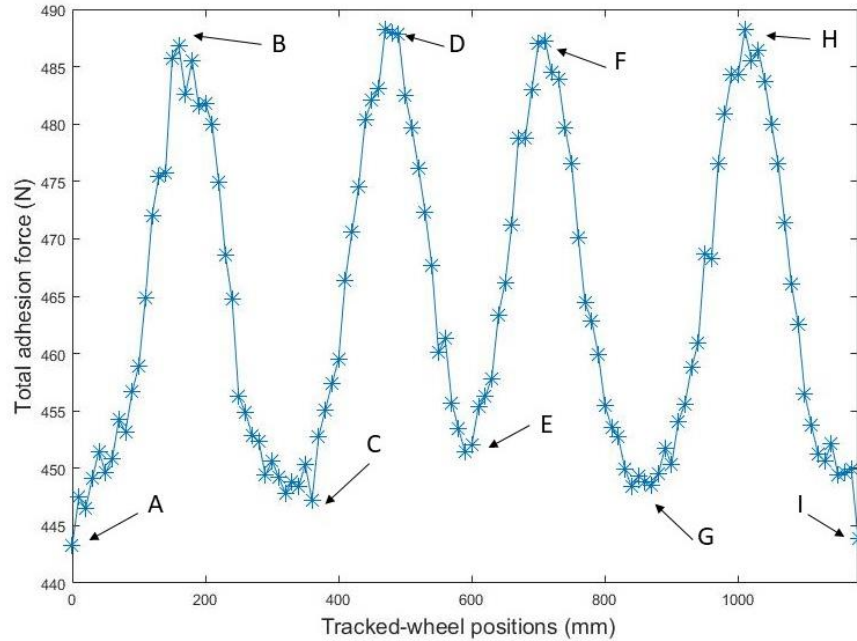 490
485
480
475
470
465
460
455
450
445
440
Total adhesion force (N)
B
D
F
H
A
C
E
G
I
0
200
400
600
800
1000
Tracked-wheel positions (mm)